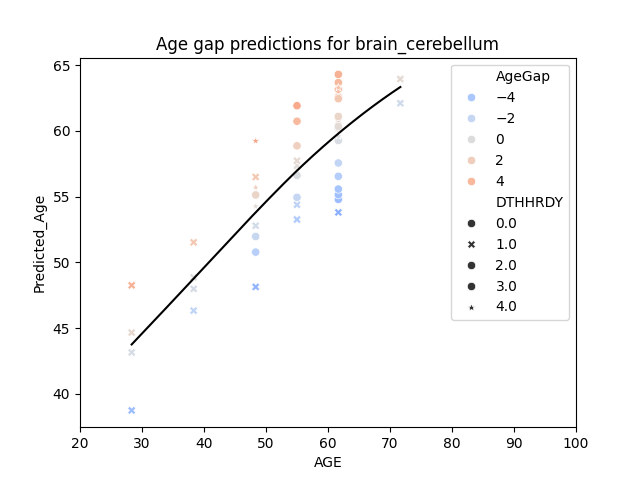 Age gap predictions for brain_cerebellum
65
60
55
50
45
40
Predicted_Age
20 30 40 50 60 70 80 90 100
AGE
AgeGap
−4
−2
0
2
4
DTHHRDY
0.0
1.0
2.0
3.0
4.0